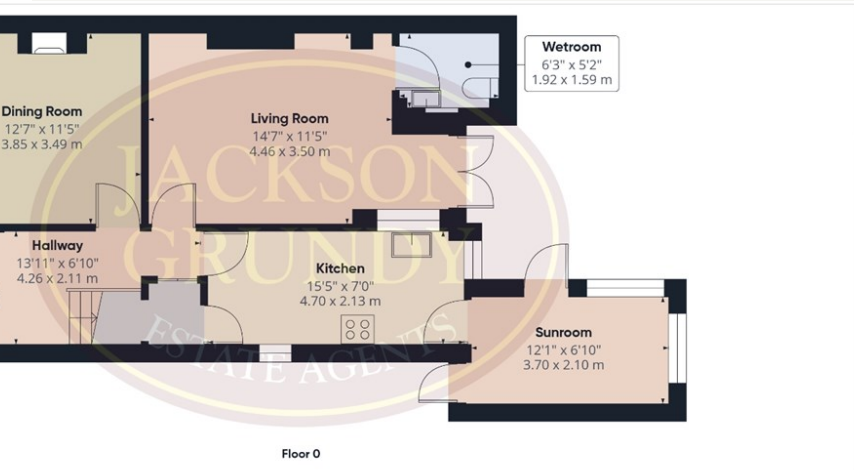 Wetroom
6'3" x 5'2"
1.92 x 1.59 m
Dining Room
12'7" x 11'5"
3.85 x 3.49 m
Living Room
14'7" x 11'5"
4.46 x 3.50 m
JACKSON
GRUNDY
ESTATE AGENTS
Hallway
13'11" x 6'10"
4.26 x 2.11 m
Kitchen
15'5" x 7'0"
4.70 x 2.13 m
Sunroom
12'1" x 6'10"
3.70 x 2.10 m
Floor 0